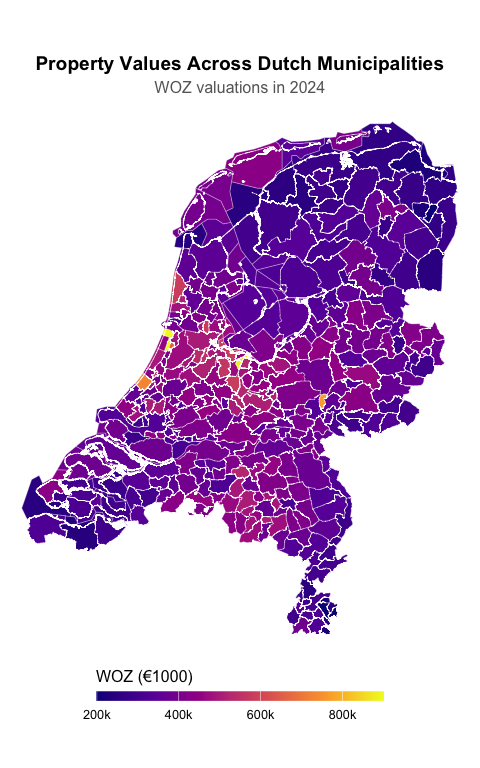 Property Values Across Dutch Municipalities
WOZ valuations in 2024
WOZ (€1000)
200k 400k 600k 800k